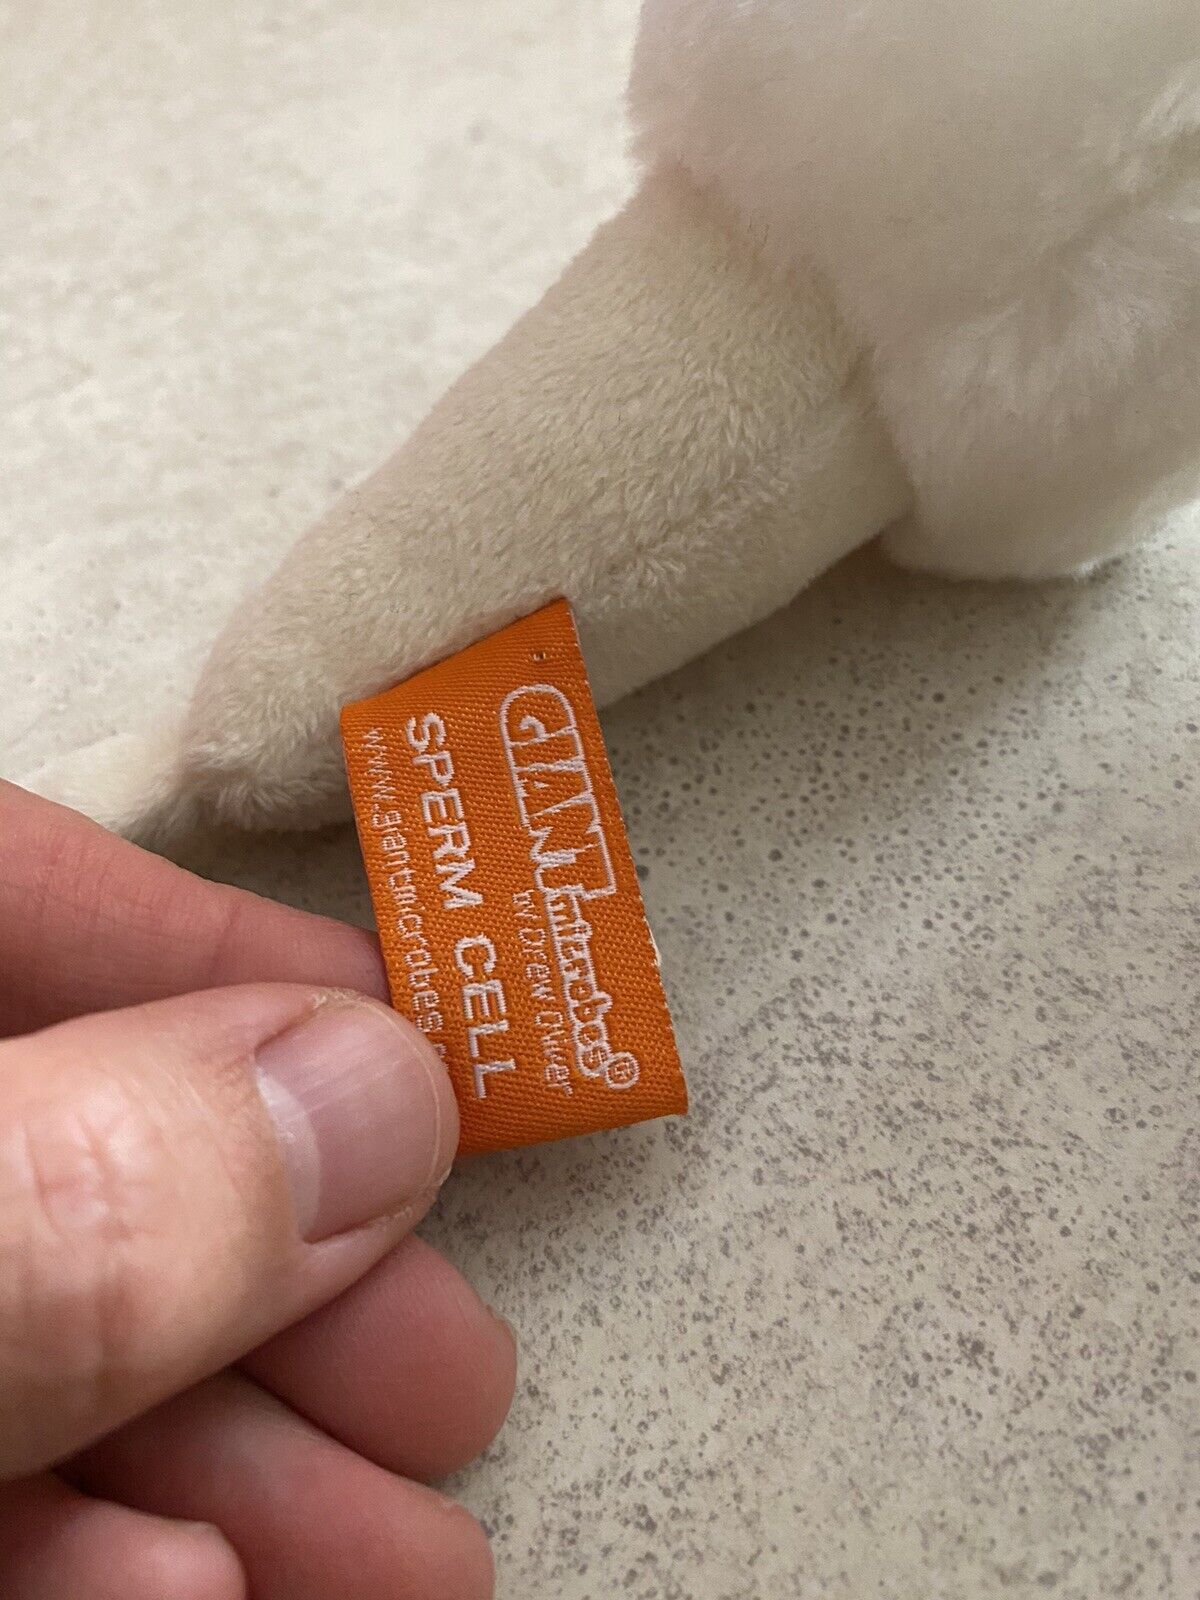 GIANTmicrobes®
by Drew Oliver
SPERM CELL
www.giantmicrobes.